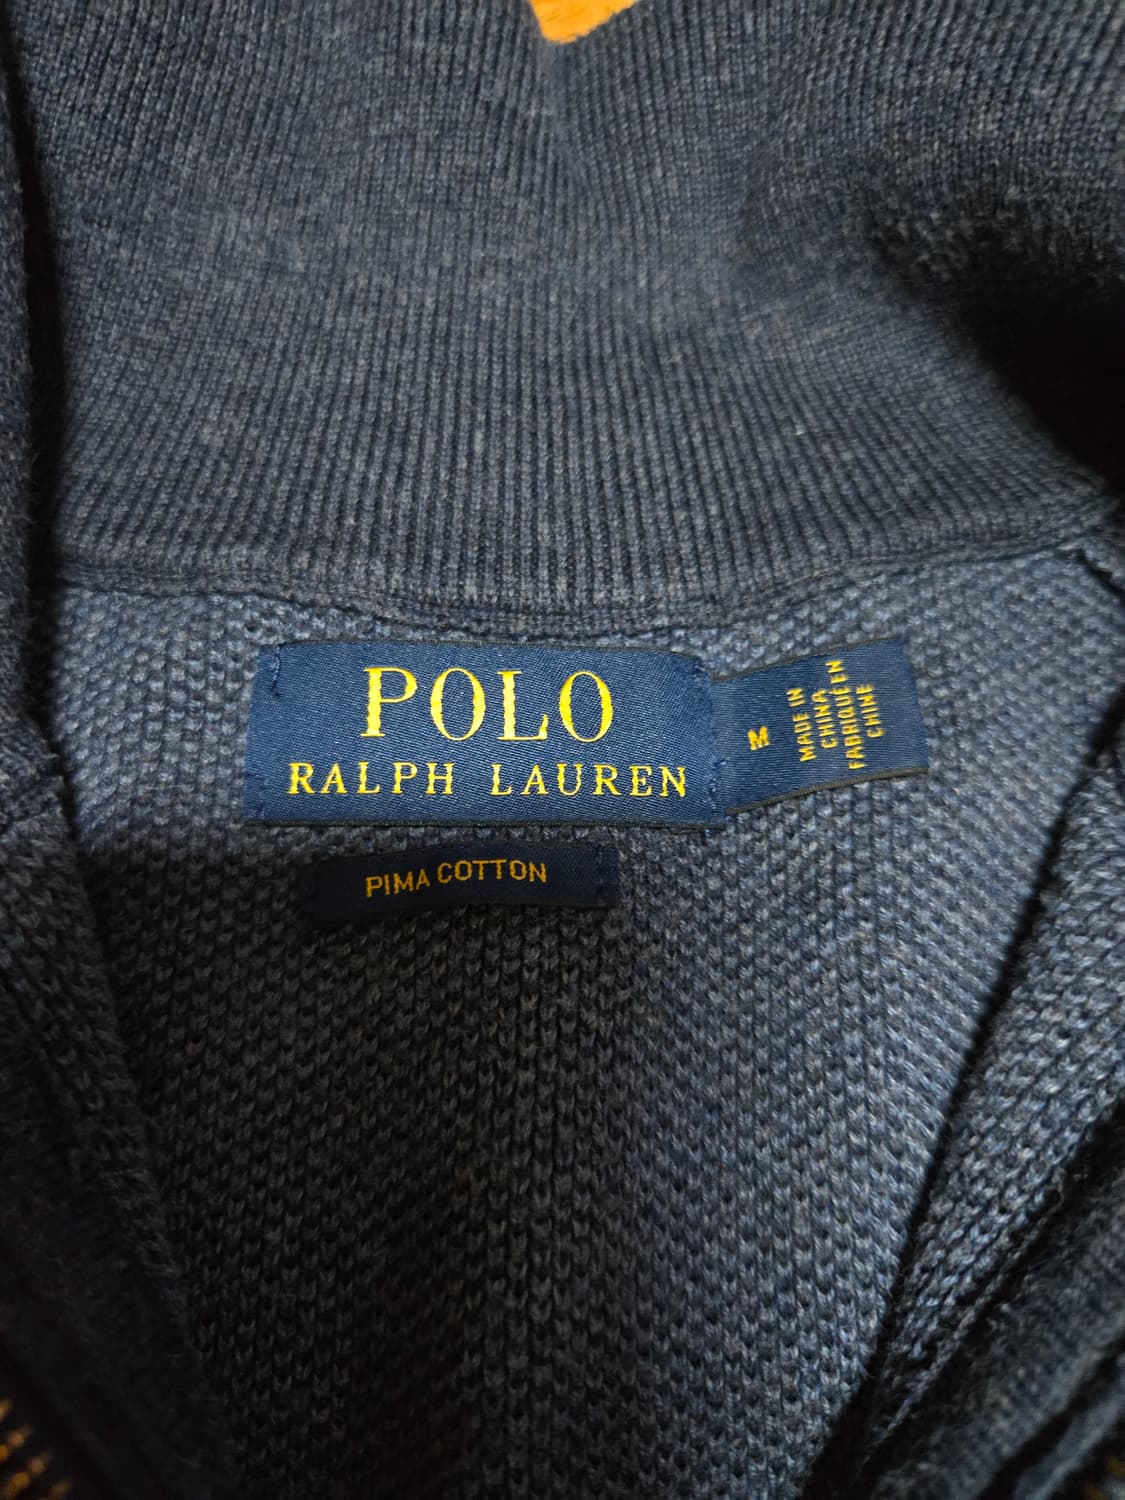 POLO
RALPH LAUREN
M
MADE IN
CHINA
FABRIQUÉ EN
CHINE
PIMA COTTON